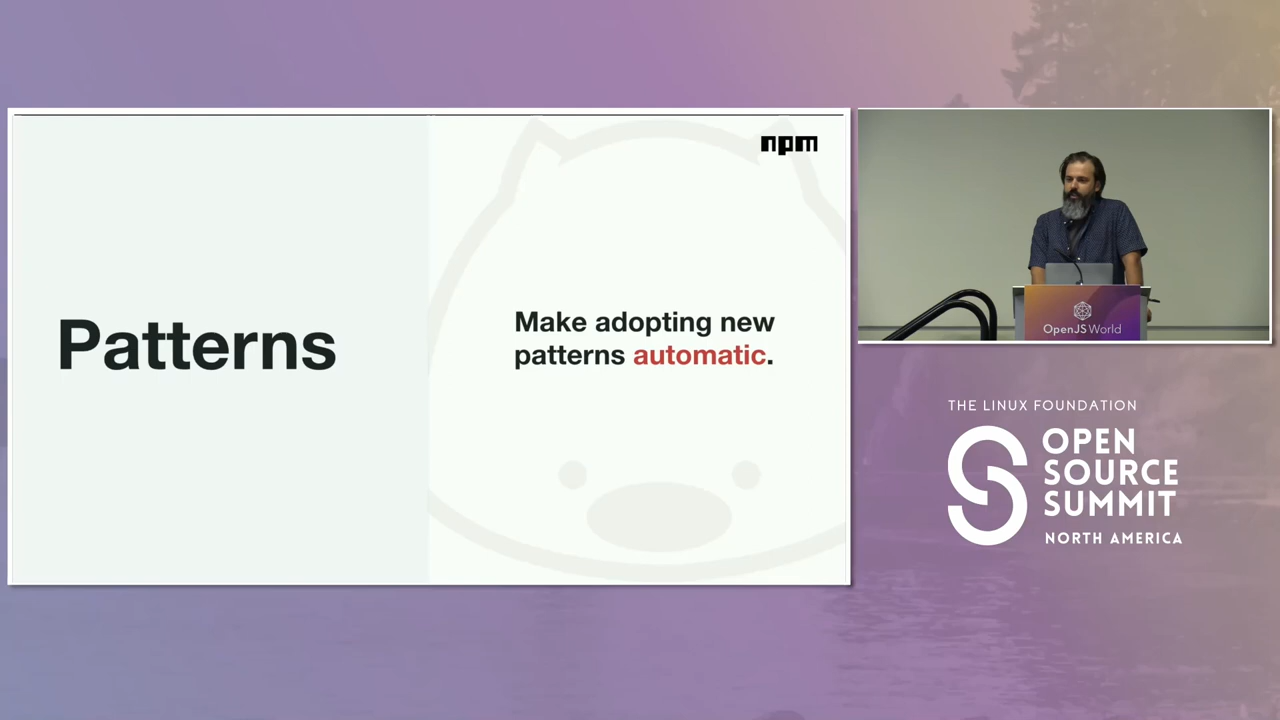 npm
Patterns
Make adopting new
patterns automatic.
OpenJS World
THE LINUX FOUNDATION
OPEN
SOURCE
SUMMIT
NORTH AMERICA